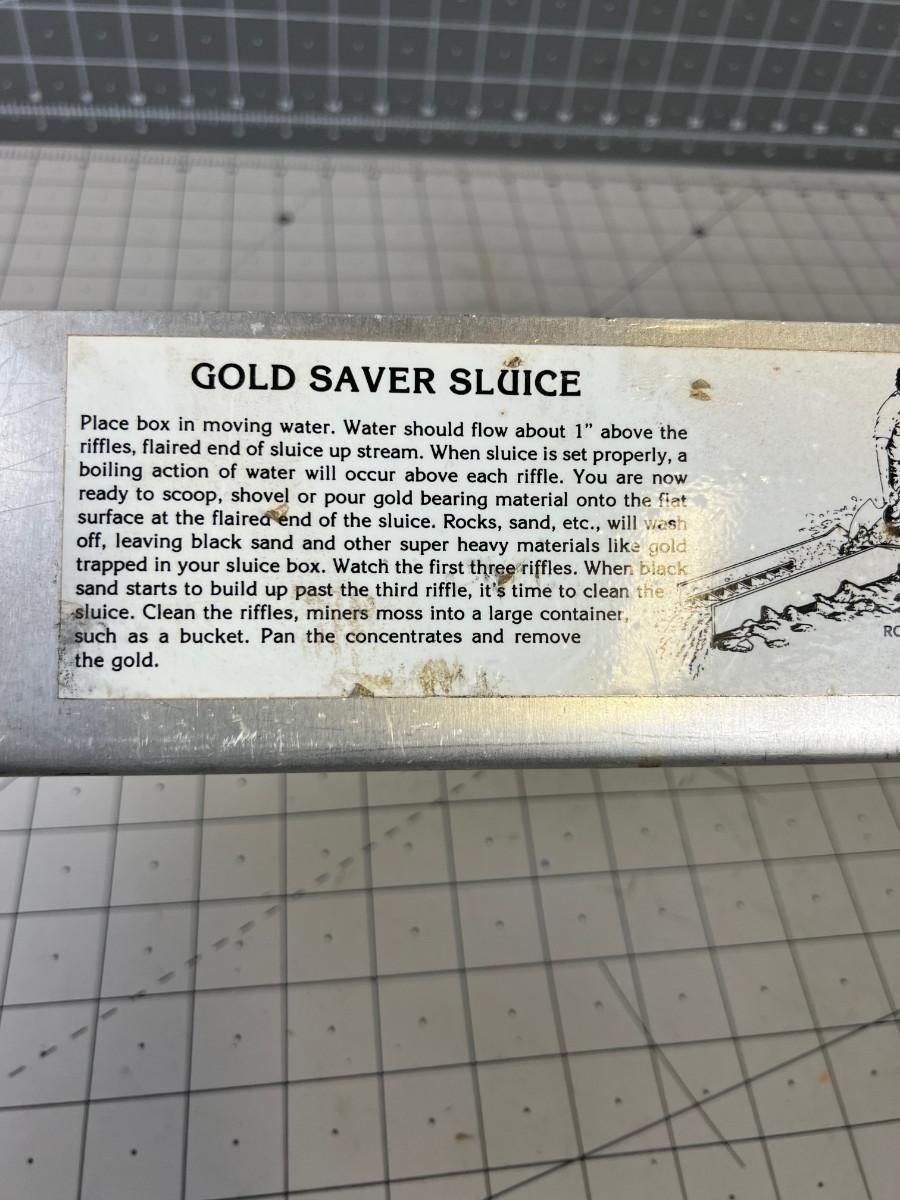 GOLD SAVER SLUICE
Place box in moving water. Water should flow about 1” above the
riffles, flaired end of sluice up stream. When sluice is set properly, a
boiling action of water will occur above each riffle. You are now
ready to scoop, shovel or pour gold bearing material onto the flat
surface at the flaired end of the sluice. Rocks, sand, etc., will wash
off, leaving black sand and other super heavy materials like gold
trapped in your sluice box. Watch the first three riffles. When black
sand starts to build up past the third riffle, it's time to clean the
sluice. Clean the riffles, miners moss into a large container,
such as a bucket. Pan the concentrates and remove
the gold.